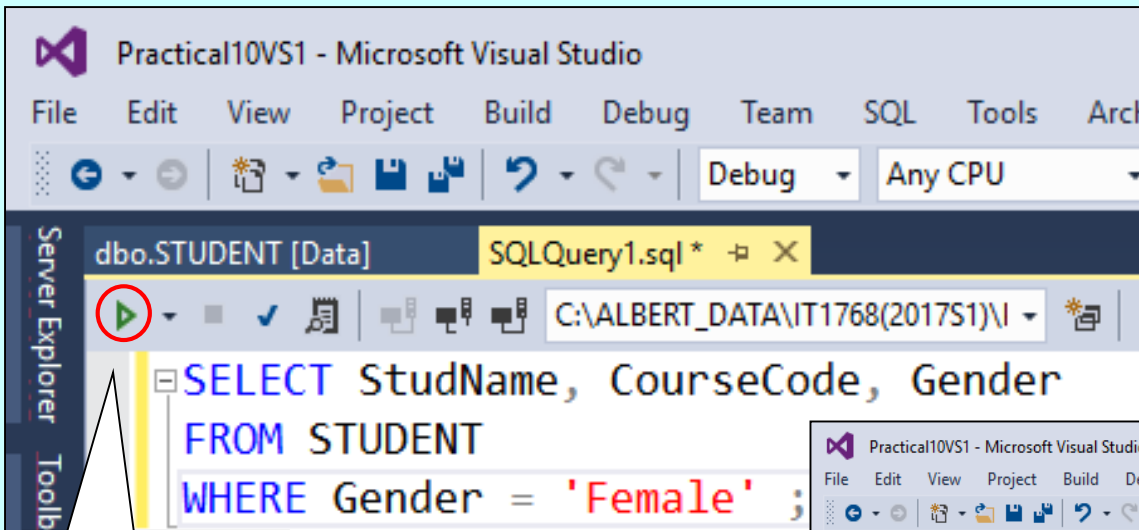 Practical10VS1 - Microsoft Visual Studio
File Edit View Project Build Debug Team SQL Tools Arch
Debug Any CPU
Server Explorer
Toolb
dbo.STUDENT [Data] SQLQuery1.sql*
C:\ALBERT_DATA\IT1768(2017S1)\I
SELECT StudName, CourseCode, Gender
FROM STUDENT
WHERE Gender = 'Female' ;
Practical10VS1 - Microsoft Visual Studi
File Edit View Project Build D